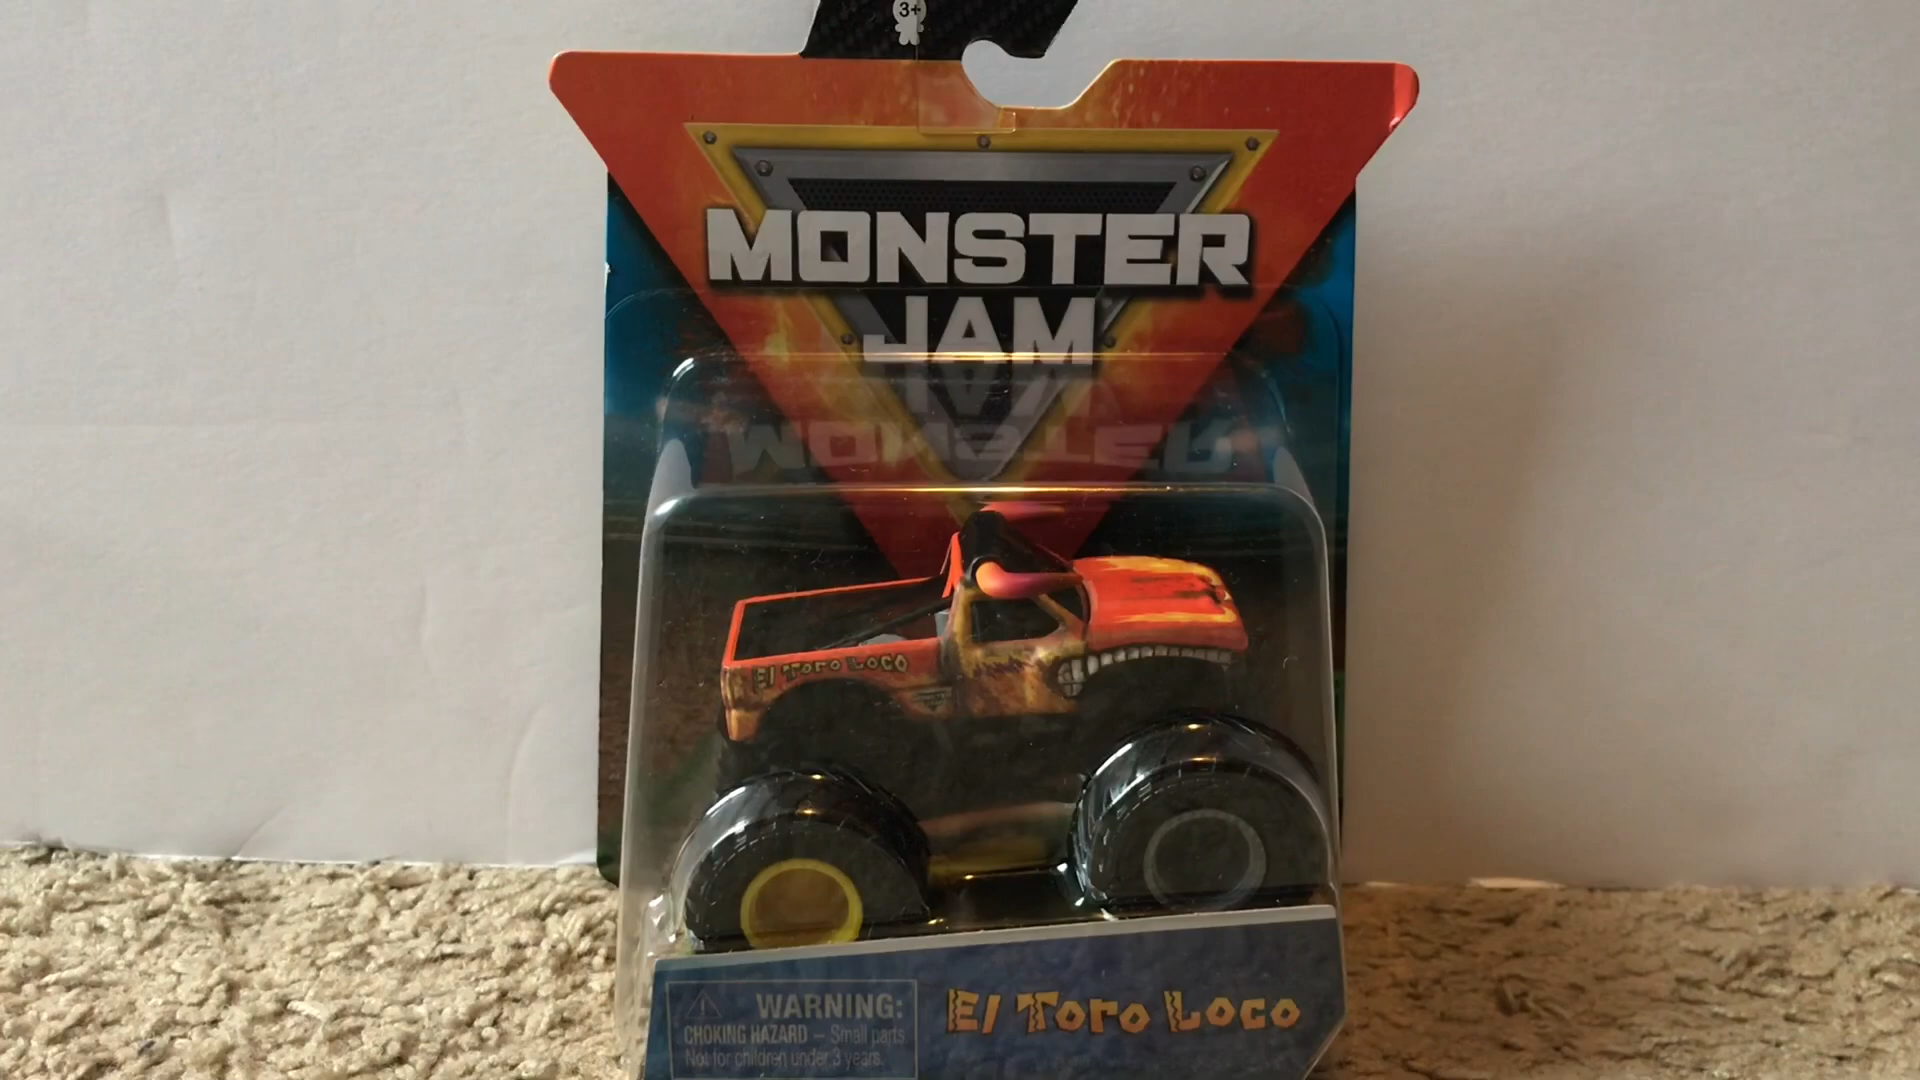 3+
MONSTER
JAM
El Toro Loco
WARNING:
CHOKING HAZARD – Small parts.
Not for children under 3 years.
El Toro Loco